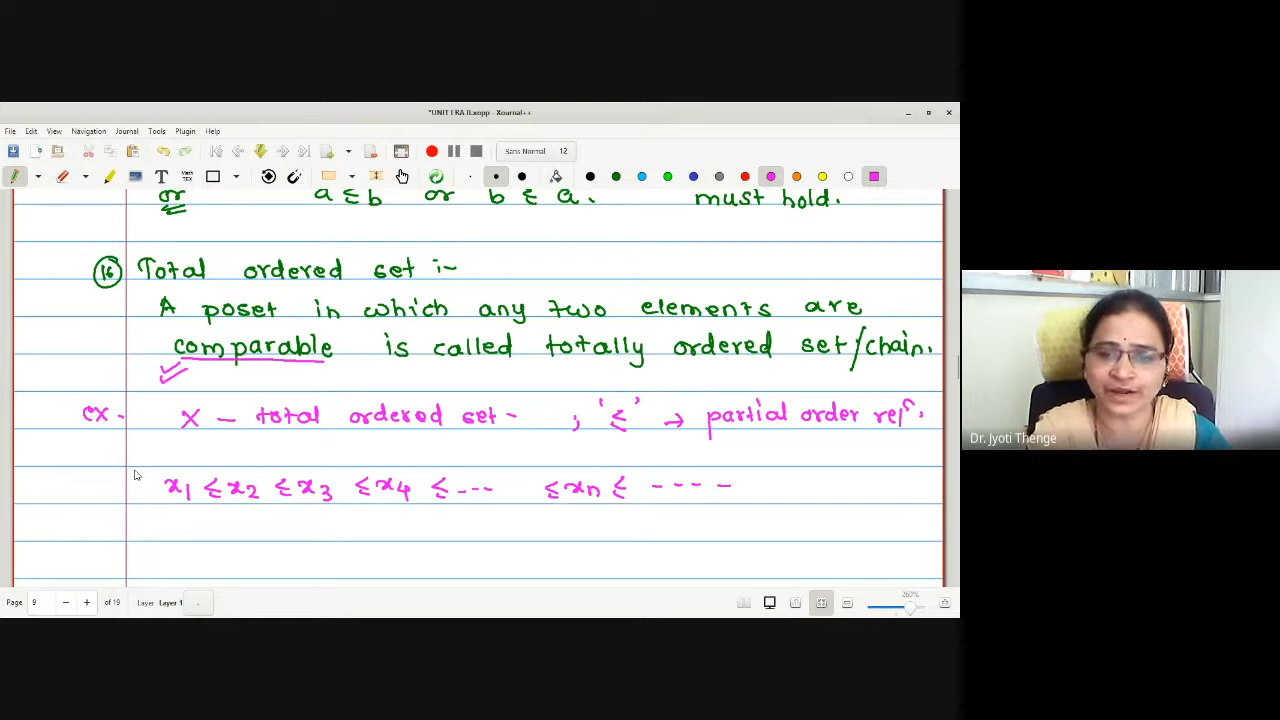 *UNIT I RA II.xopp - Xournal++
File Edit View Navigation Journal Tools Plugin Help
Sans Normal 12
or a ≤ b or b ≤ a. must hold.
16 Total ordered set :-
A poset in which any two elements are
comparable is called totally ordered set/chain.
ex - X - total ordered set - ; '≤' → partial order relⁿ.
x1 ≤ x2 ≤ x3 ≤ x4 ≤ --- ≤ xn ≤ ----
Page 9 of 19 Layer Layer 1 260%
Dr. Jyoti Thenge